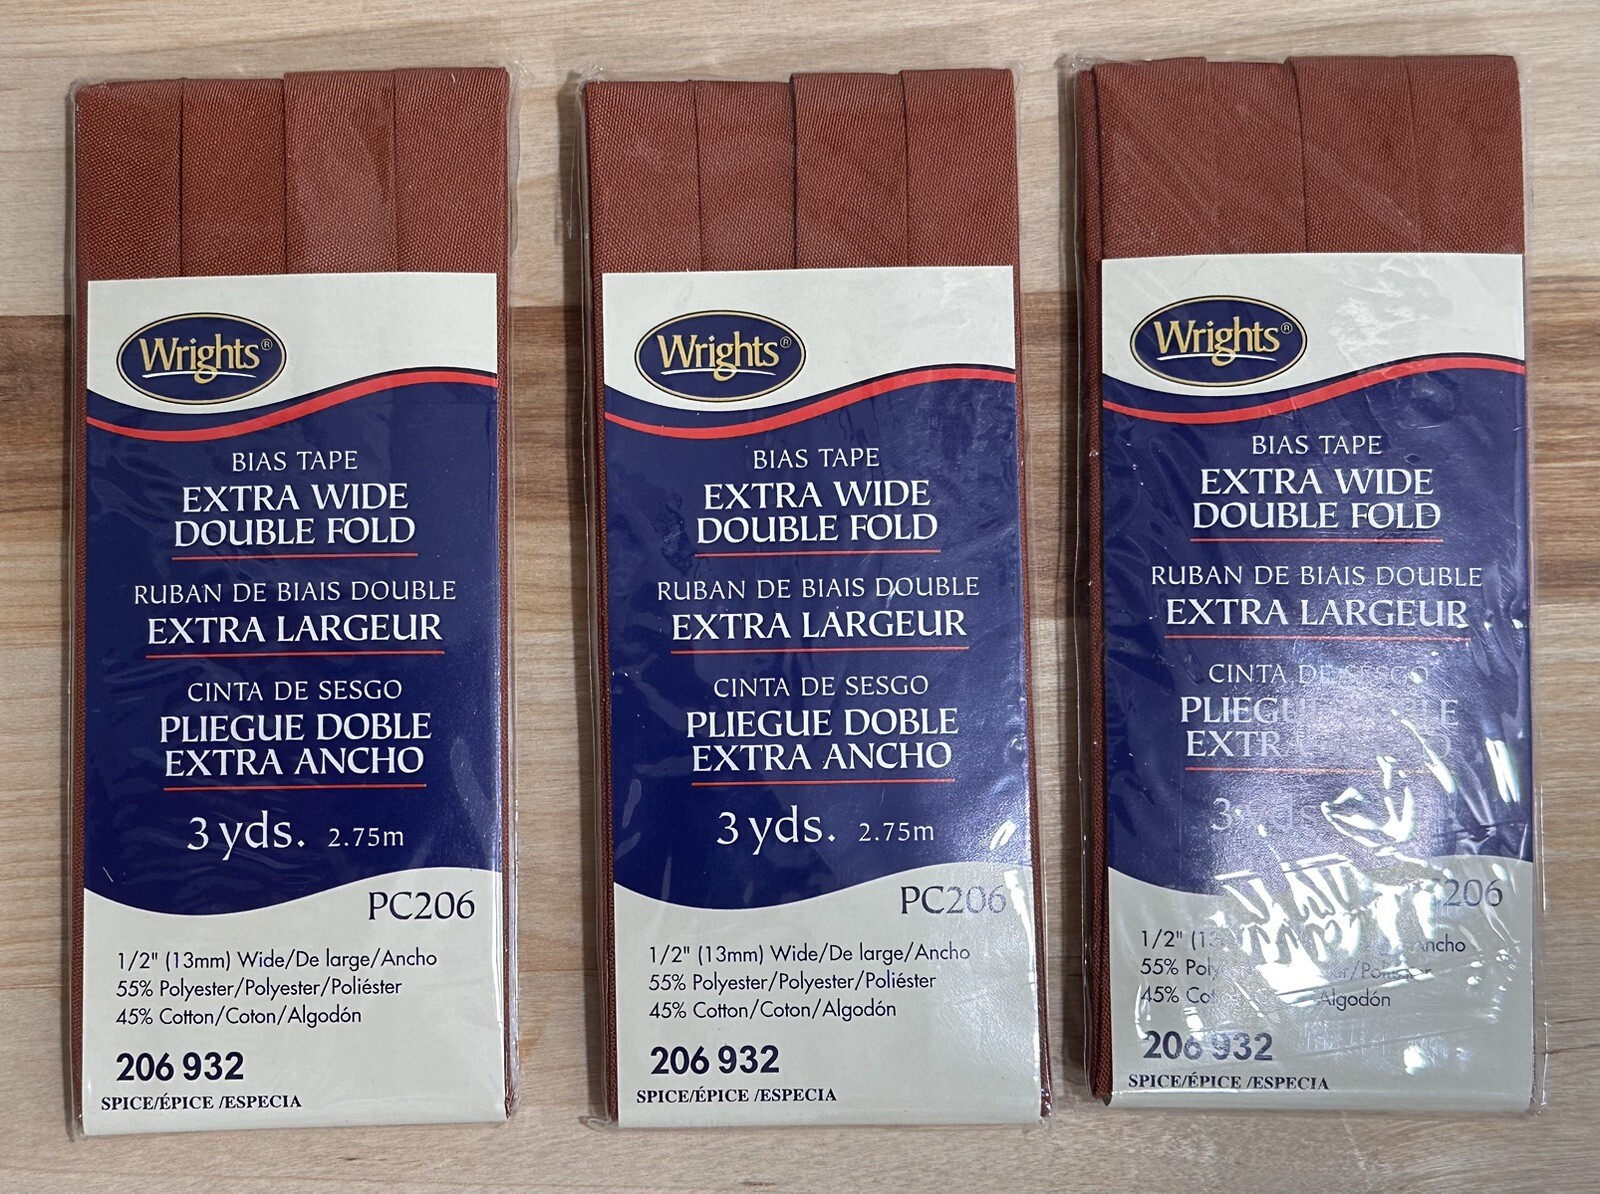 Wrights®
BIAS TAPE
EXTRA WIDE
DOUBLE FOLD
RUBAN DE BIAIS DOUBLE
EXTRA LARGEUR
CINTA DE SESGO
PLIEGUE DOBLE
EXTRA ANCHO
3 yds. 2.75m
PC206
1/2" (13mm) Wide/De large/Ancho
55% Polyester/Polyester/Poliéster
45% Cotton/Coton/Algodón
206 932
SPICE/ÉPICE /ESPECIA
Wrights®
BIAS TAPE
EXTRA WIDE
DOUBLE FOLD
RUBAN DE BIAIS DOUBLE
EXTRA LARGEUR
CINTA DE SESGO
PLIEGUE DOBLE
EXTRA ANCHO
3 yds. 2.75m
PC206
1/2" (13mm) Wide/De large/Ancho
55% Polyester/Polyester/Poliéster
45% Cotton/Coton/Algodón
206 932
SPICE/ÉPICE /ESPECIA
Wrights®
BIAS TAPE
EXTRA WIDE
DOUBLE FOLD
RUBAN DE BIAIS DOUBLE
EXTRA LARGEUR
CINTA DE SESGO
3 yds
1/2" Ancho
55%
45% Algodón
206 932
SPICE/ÉPICE /ESPECIA